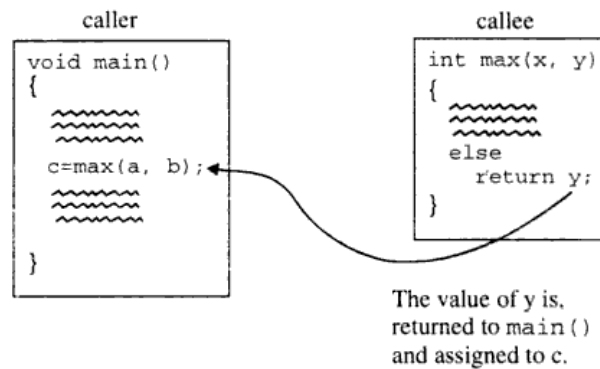 caller
void main()
{
c=max(a, b);
}
callee
int max(x, y)
{
else
return y;
}
The value of y is,
returned to main()
and assigned to c.